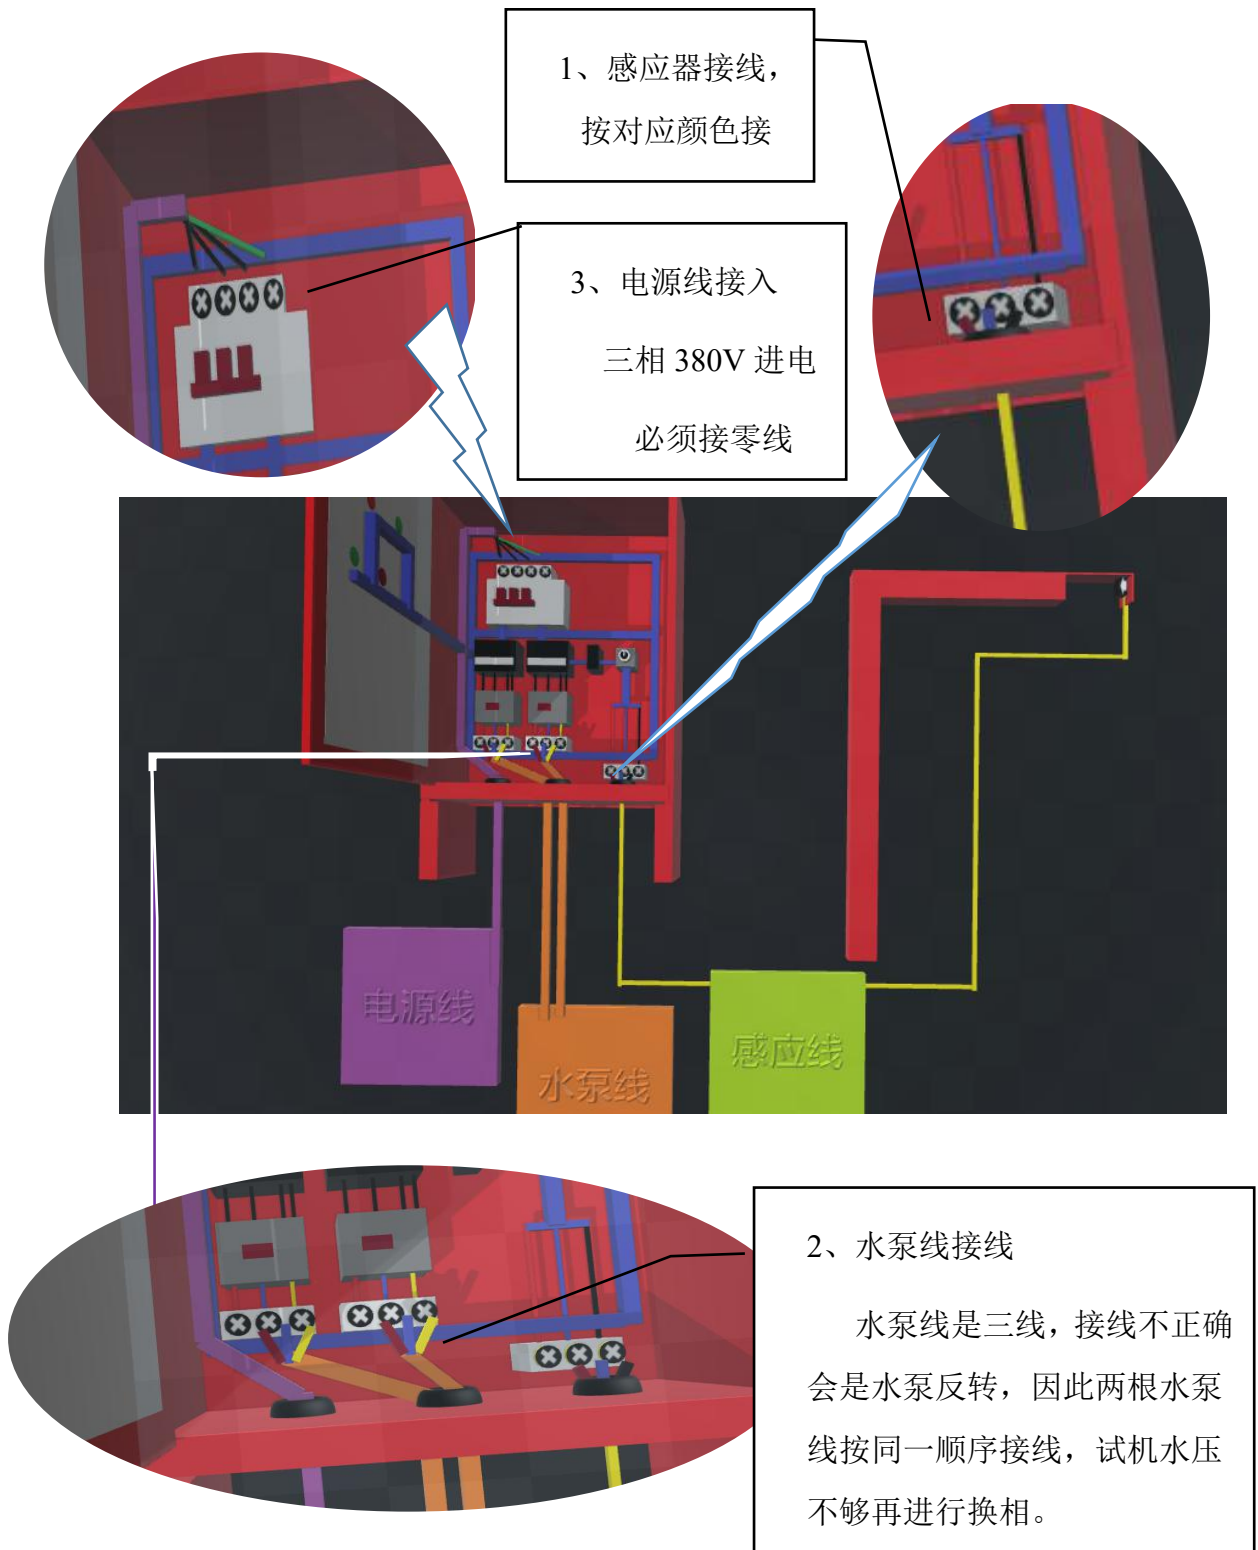 1、感应器接线，
按对应颜色接
3、电源线接入
三相 380V 进电
必须接零线
电源线
水泵线
感应线
2、水泵线接线
水泵线是三线，接线不正确
会是水泵反转，因此两根水泵
线按同一顺序接线，试机水压
不够再进行换相。